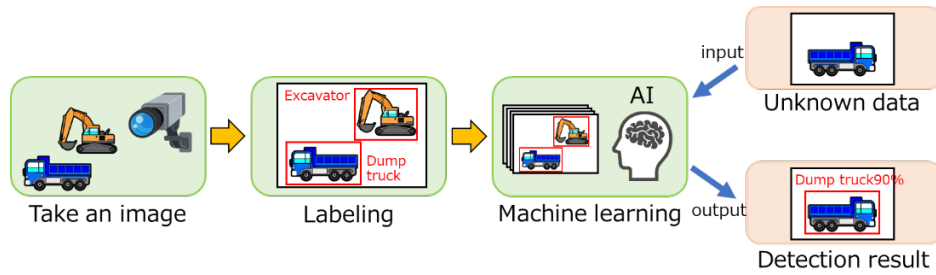 Take an image
Excavator
Dump
truck
Labeling
AI
Machine learning
input
Unknown data
output
Dump truck90%
Detection result